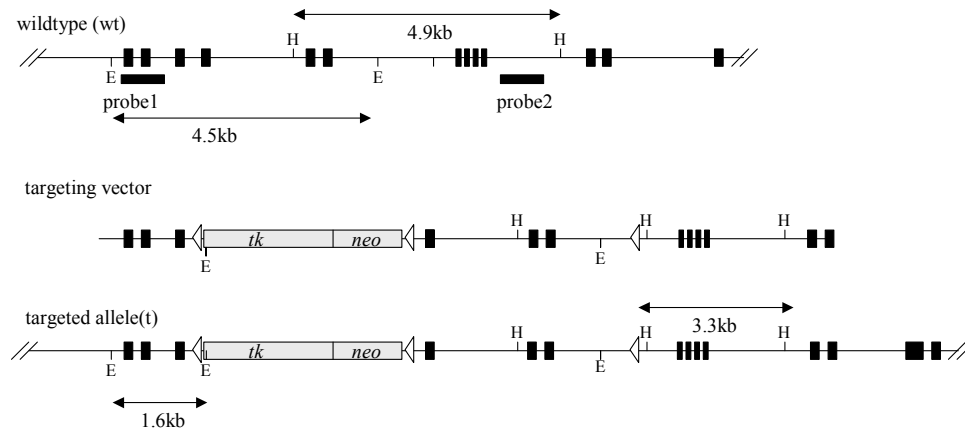 wildtype (wt)
H
4.9kb
H
E
E
probe1
probe2
4.5kb
targeting vector
tk
neo
H
H
H
E
E
targeted allele(t)
3.3kb
tk
neo
H
H
H
E
E
E
1.6kb